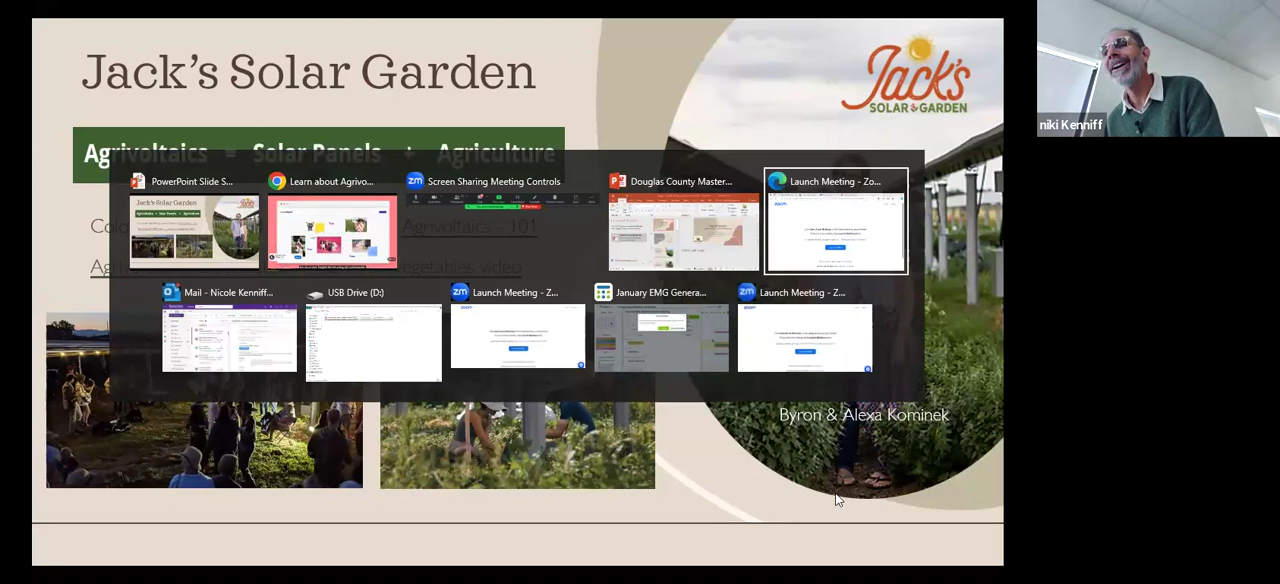 Jack's Solar Garden
Jack's
SOLAR GARDEN
niki Kenniff
Agrivoltaics = Solar Panels + Agriculture
PowerPoint Slide S...
Learn about Agrivo...
Screen Sharing Meeting Controls
Douglas County Master...
Launch Meeting - Zo...
Agrivoltaics - 101
vegetables video
Mail - Nicole Kenniff...
USB Drive (D:)
Launch Meeting - Z...
January EMG Genera...
Launch Meeting - Z...
Byron & Alexa Kominek